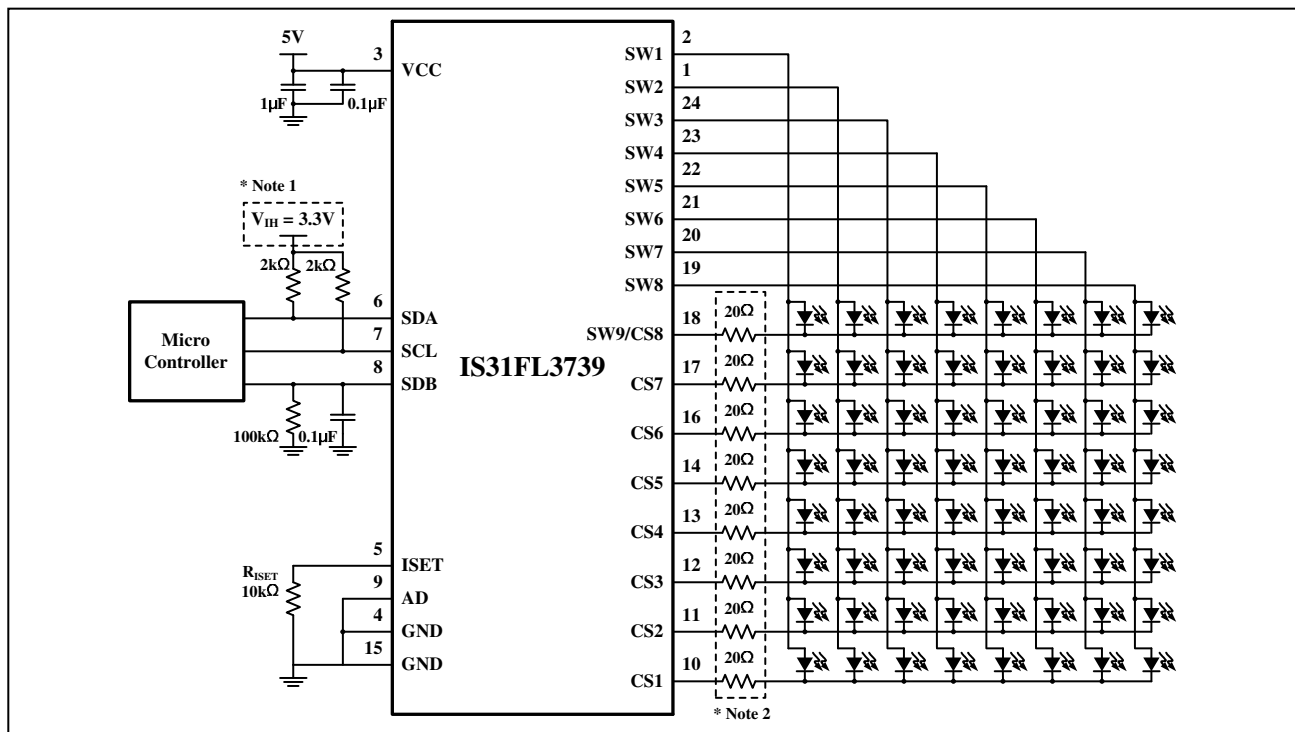 5V
3
VCC
1µF
0.1µF
* Note 1
VIH = 3.3V
2kΩ
2kΩ
Micro
Controller
6
SDA
7
SCL
8
SDB
100kΩ
0.1µF
RISET
10kΩ
5
ISET
9
AD
4
GND
15
GND
IS31FL3739
2
SW1
1
SW2
24
SW3
23
SW4
22
SW5
21
SW6
20
SW7
19
SW8
18
SW9/CS8
20Ω
17
CS7
20Ω
16
CS6
20Ω
14
CS5
20Ω
13
CS4
20Ω
12
CS3
20Ω
11
CS2
20Ω
10
CS1
20Ω
* Note 2